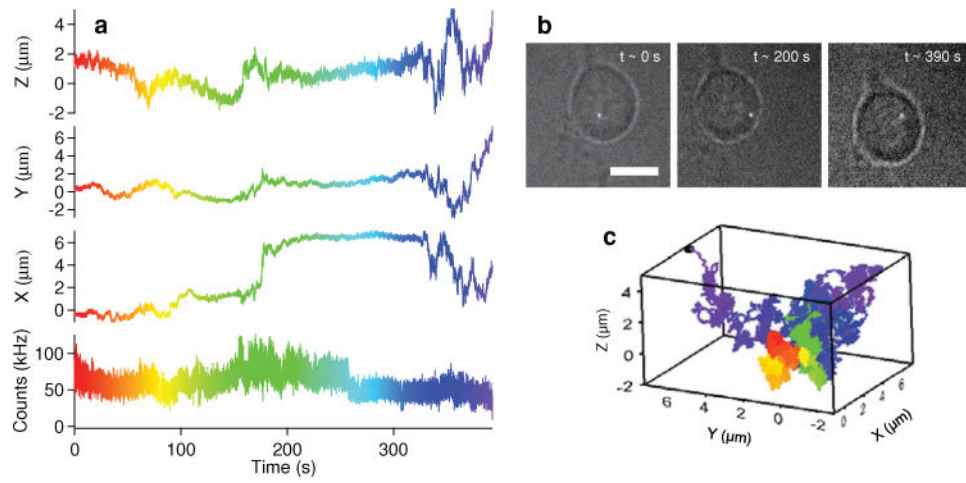 a
Z (μm)
4
2
0
-2
Y (μm)
6
4
2
0
-2
X (μm)
6
4
2
0
Counts (kHz)
100
50
0
0 100 200 300
Time (s)
b
t ~ 0 s
t ~ 200 s
t ~ 390 s
c
Z (μm)
4
2
0
-2
6 4 2 0 -2
Y (μm)
0 2 4 6
X (μm)